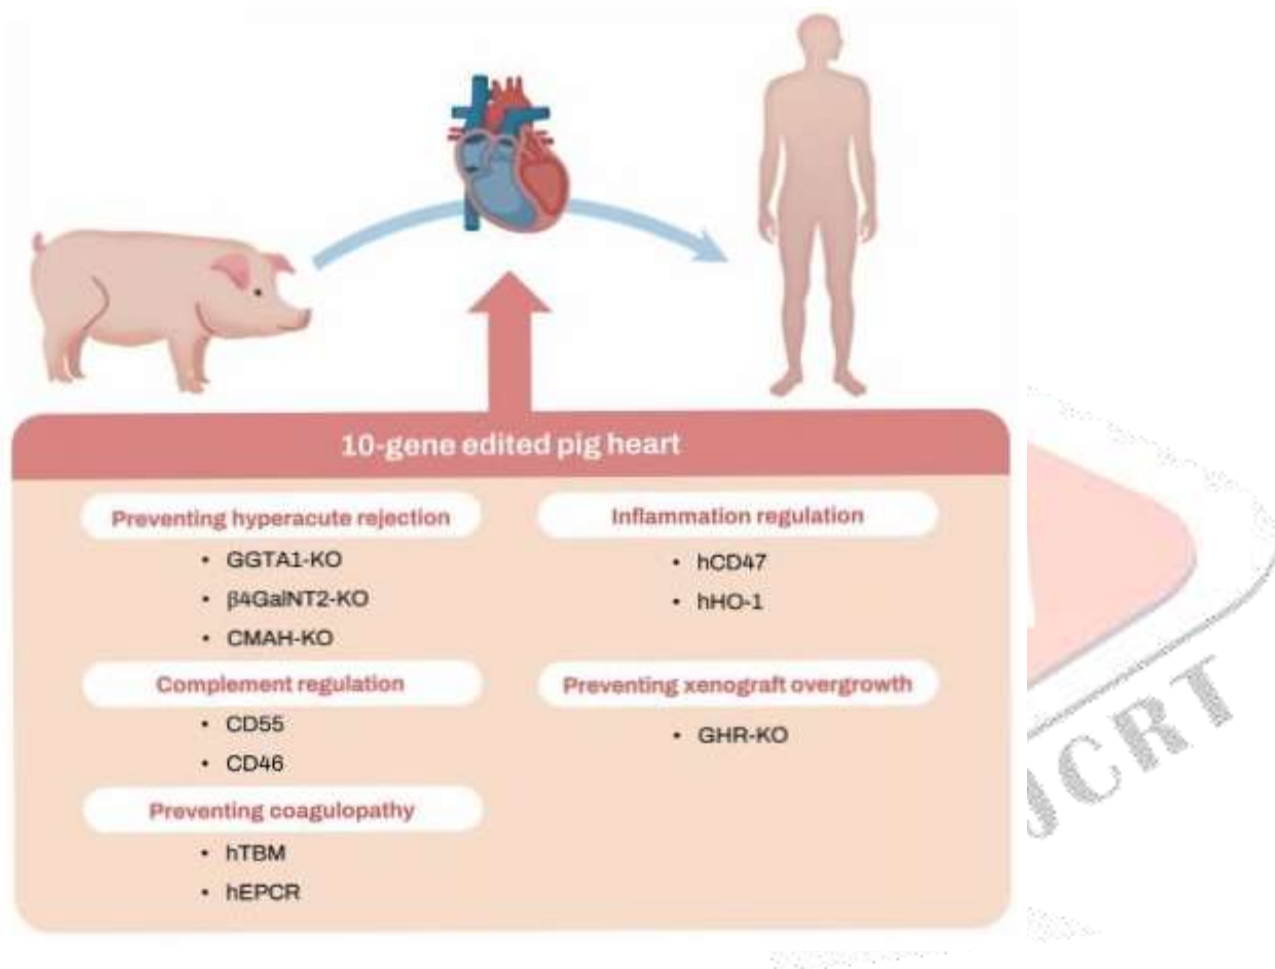 10-gene edited pig heart
Preventing hyperacute rejection
• GGTA1-KO
• β4GalNT2-KO
• CMAH-KO
Complement regulation
• CD55
• CD46
Preventing coagulopathy
• hTBM
• hEPCR
Inflammation regulation
• hCD47
• hHO-1
Preventing xenograft overgrowth
• GHR-KO
JCRT